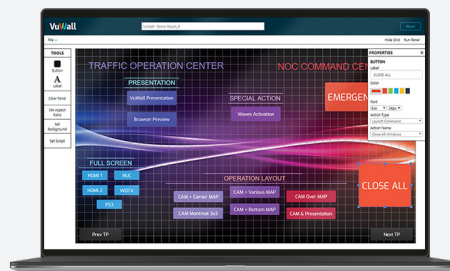 VuWall
VuWall Demo Room_4
Menu
File
Hide Grid Run Panel
TOOLS
Button
A
Label
Clear Panel
Set Aspect
Ratio
Set
Background
Set Script
TRAFFIC OPERATION CENTER
NOC COMMAND CE
PRESENTATION
VuWall Presentation
Browser Preview
SPECIAL ACTION
Waves Activation
EMERGEN
PROPERTIES
x
BUTTON
Label
CLOSE ALL
Color
Font
28px
Action Type
Launch Command
Action Name
Close All Windows
FULL SCREEN
HDMI 1
NUC
HDMI 2
WDTV
PS3
OPERATION LAYOUT
CAM + Corner MAP
CAM + Various MAP
CAM Over MAP
CAM Montreal 3x3
CAM + Bottom MAP
CAM & Presentation
CLOSE ALL
Prev TP
Next TP